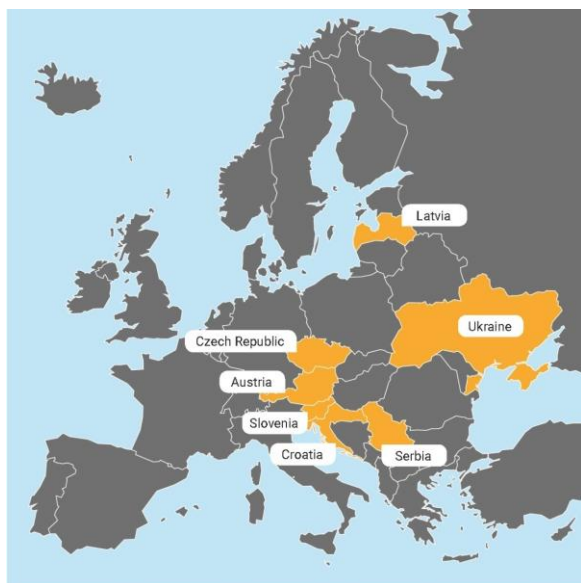 Latvia
Ukraine
Czech Republic
Austria
Slovenia
Croatia
Serbia